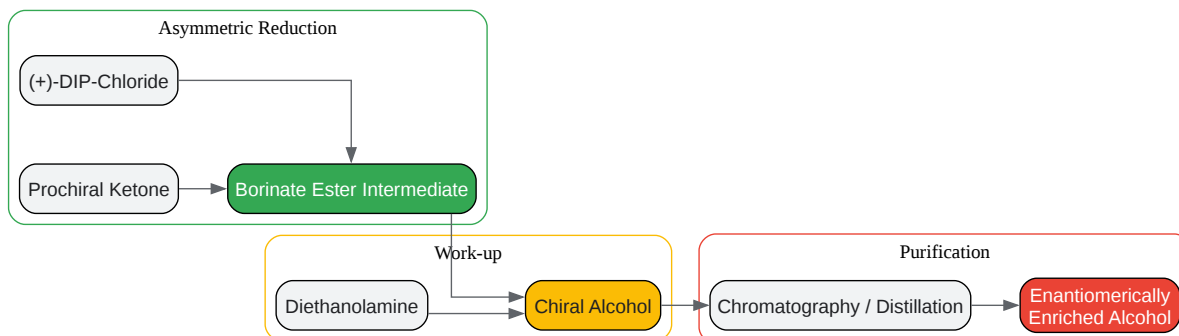 Asymmetric Reduction
(+)-DIP-Chloride
Prochiral Ketone
Borinate Ester Intermediate
Work-up
Diethanolamine
Chiral Alcohol
Purification
Chromatography / Distillation
Enantiomerically
Enriched Alcohol